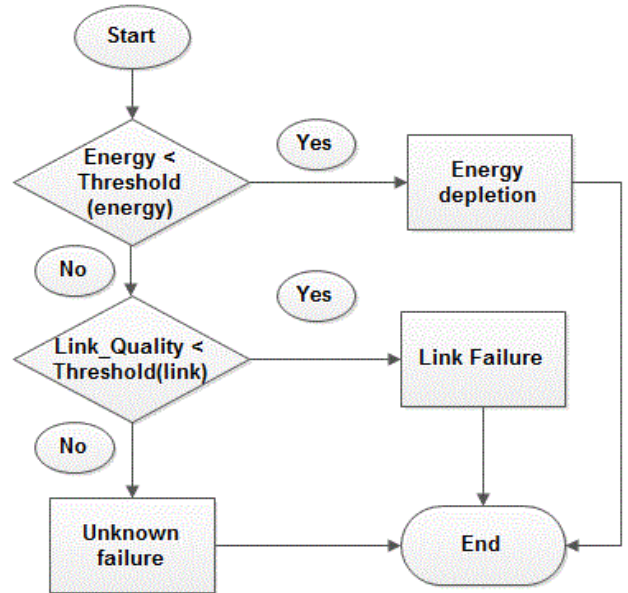 Start
Energy <
Threshold
(energy)
Yes
Energy
depletion
No
Link_Quality <
Threshold(link)
Yes
Link Failure
No
Unknown
failure
End